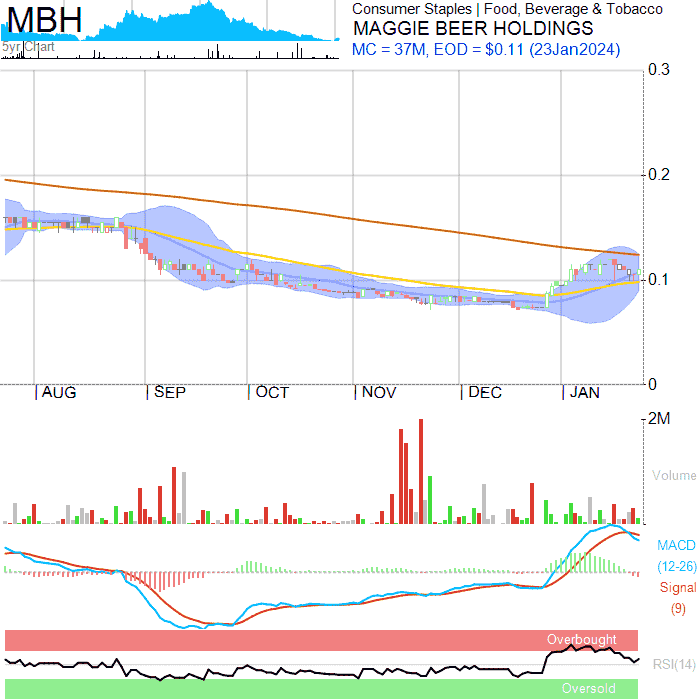 MBH
5yr Chart
Consumer Staples | Food, Beverage & Tobacco
MAGGIE BEER HOLDINGS
MC = 37M, EOD = $0.11 (23Jan2024)
0.3
0.2
0.1
0
AUG
SEP
OCT
NOV
DEC
JAN
2M
Volume
MACD
(12-26)
Signal
(9)
Overbought
RSI(14)
Oversold